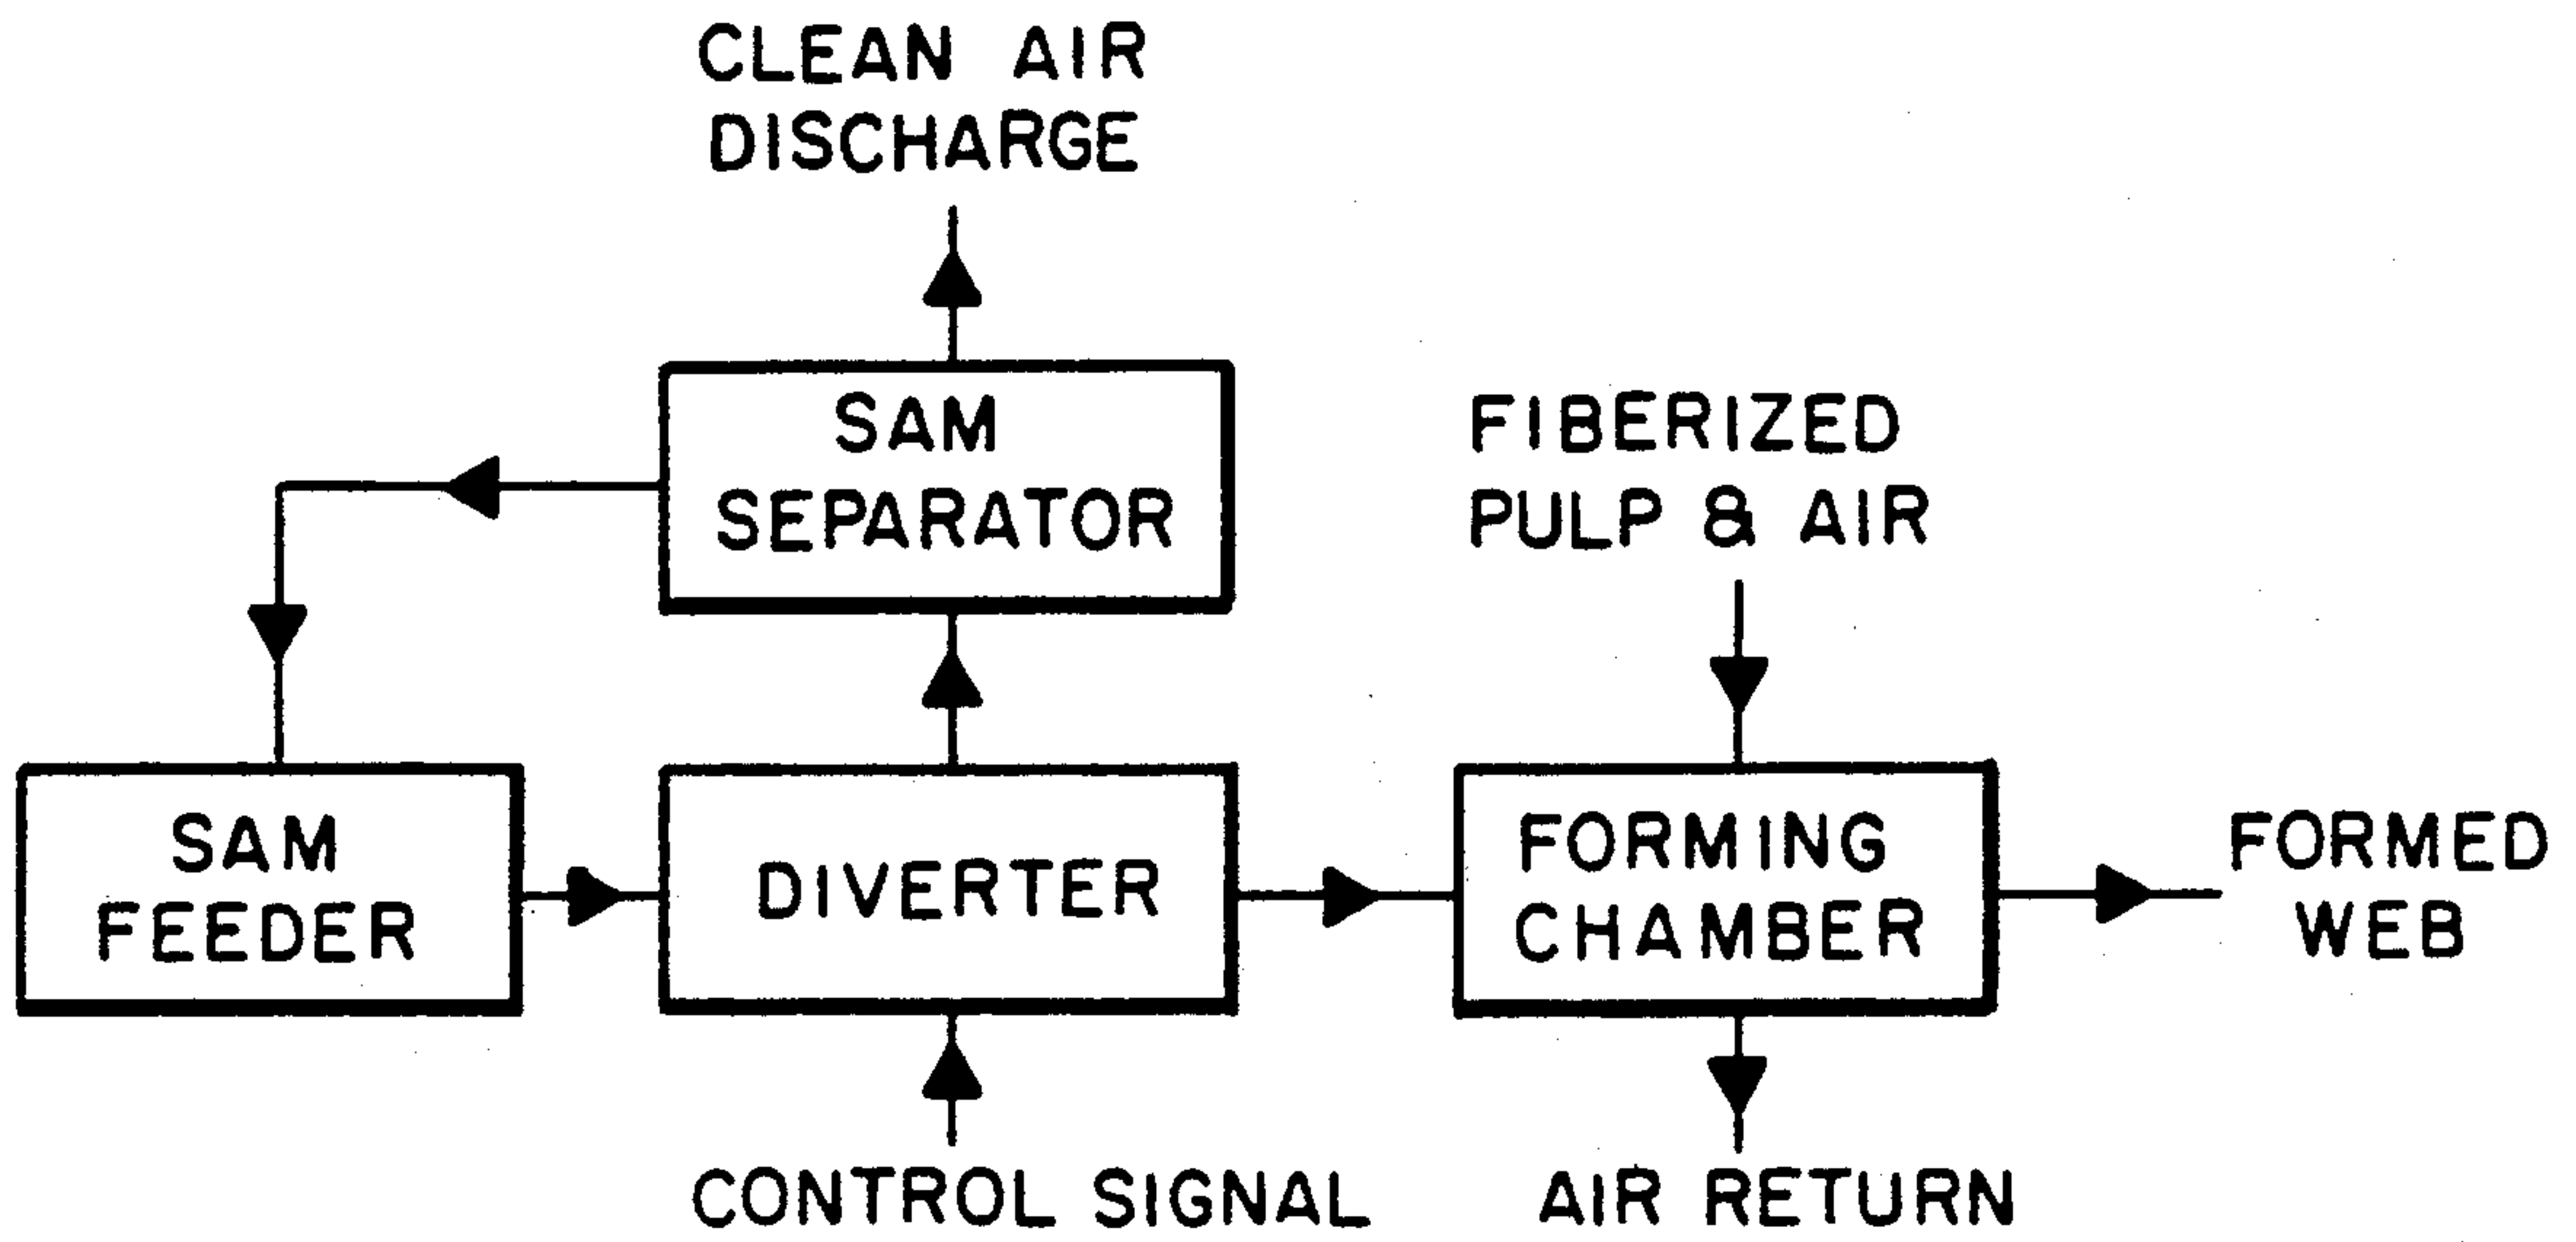 CLEAN AIR
DISCHARGE
SAM
SEPARATOR
FIBERIZED
PULP & AIR
SAM
FEEDER
DIVERTER
FORMING
CHAMBER
FORMED
WEB
CONTROL SIGNAL
AIR RETURN